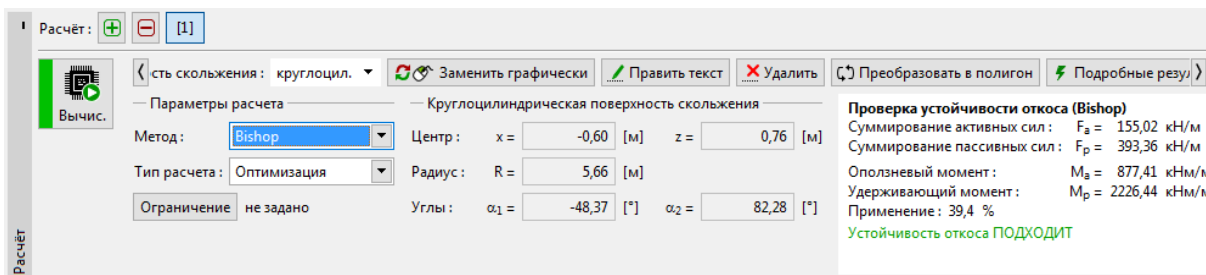 Расчёт : [1]
сть скольжения : круглоцил. Заменить графически Править текст Удалить Преобразовать в полигон Подробные резул
Вычис.
Параметры расчета Круглоцилиндрическая поверхность скольжения
Метод : Bishop Центр : x = -0,60 [м] z = 0,76 [м]
Тип расчета : Оптимизация Радиус : R = 5,66 [м]
Ограничение не задано Углы : α1 = -48,37 [°] α2 = 82,28 [°]
Проверка устойчивости откоса (Bishop)
Суммирование активных сил : Fa = 155,02 кН/м
Суммирование пассивных сил : Fp = 393,36 кН/м
Оползневый момент : Ma = 877,41 кНм/м
Удерживающий момент : Mp = 2226,44 кНм/м
Применение : 39,4 %
Устойчивость откоса ПОДХОДИТ
Расчёт